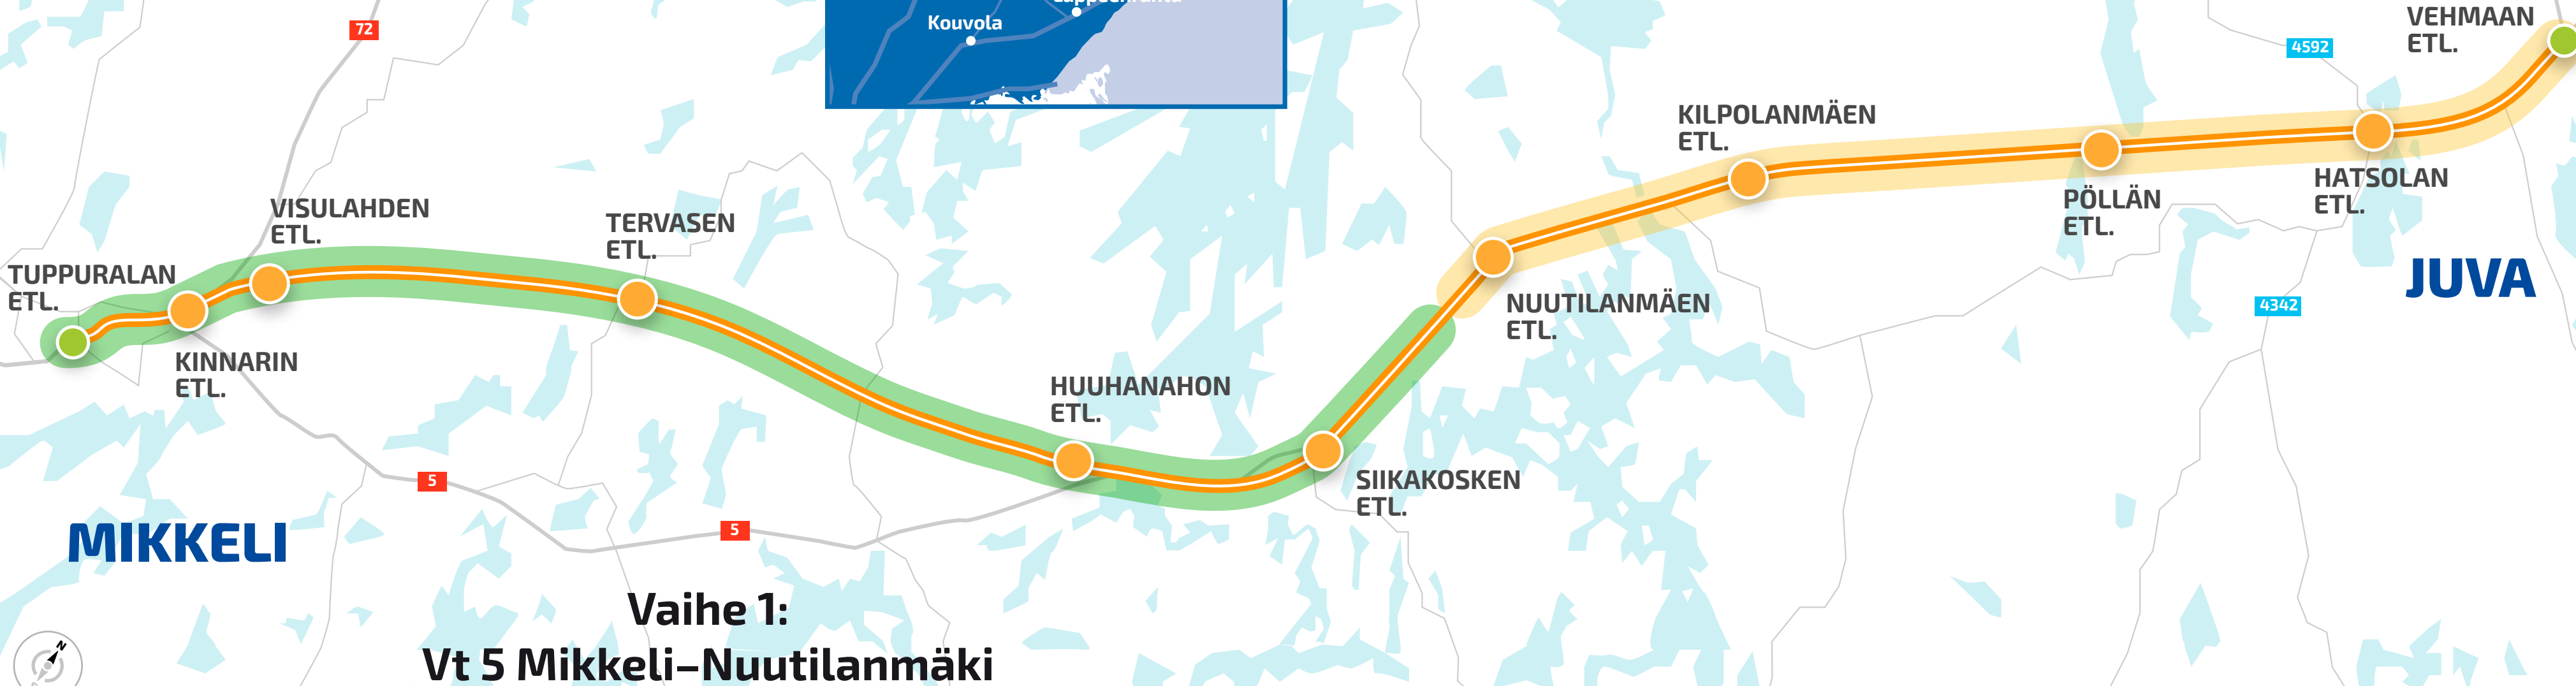 Kouvola
72
4592
VEHMAAN
ETL.
KILPOLANMÄEN
ETL.
VISULAHDEN
ETL.
TERVASEN
ETL.
PÖLLÄN
ETL.
HATSOLAN
ETL.
TUPPURALAN
ETL.
JUVA
NUUTILANMÄEN
ETL.
4342
KINNARIN
ETL.
HUUHANAHON
ETL.
SIIKAKOSKEN
ETL.
5
5
MIKKELI
Vaihe 1:
Vt 5 Mikkeli–Nuutilanmäki
N